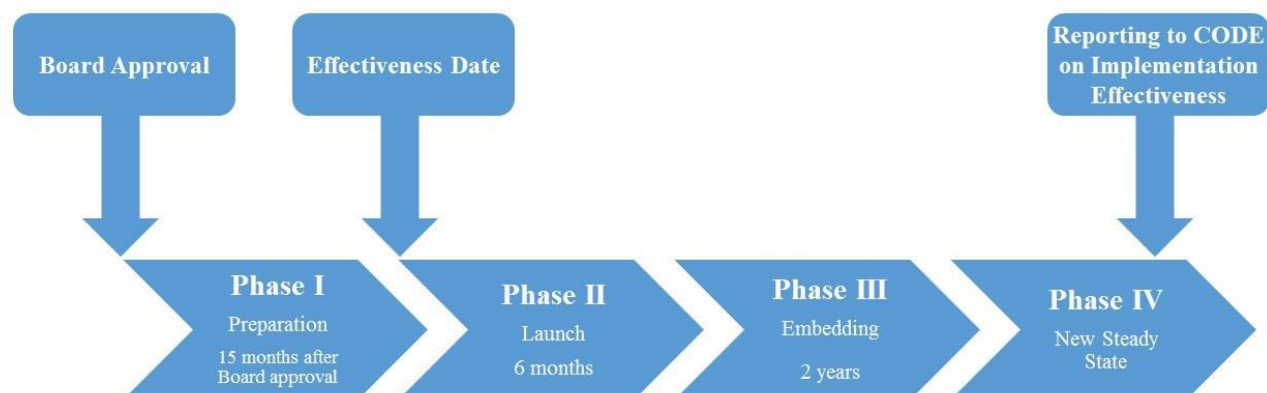 Board Approval
Effectiveness Date
Reporting to CODE
on Implementation
Effectiveness
Phase I
Preparation
15 months after
Board approval
Phase II
Launch
6 months
Phase III
Embedding
2 years
Phase IV
New Steady
State